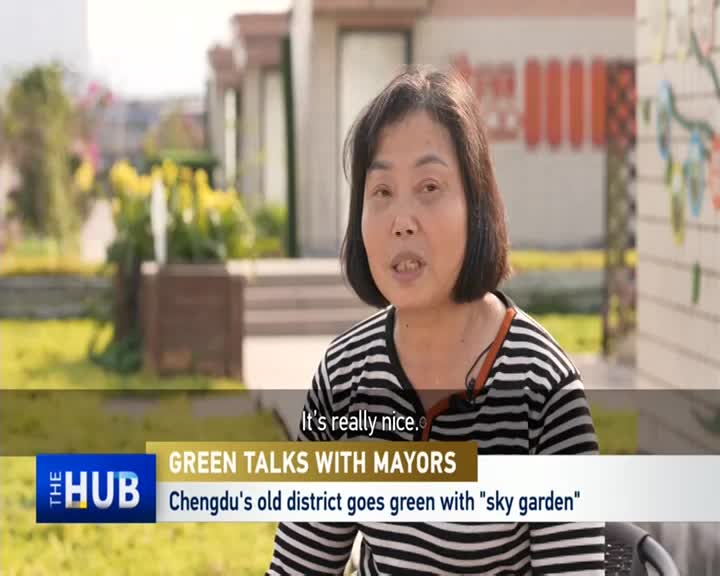 It's really nice.
GREEN TALKS WITH MAYORS
THE HUB
Chengdu's old district goes green with "sky garden"